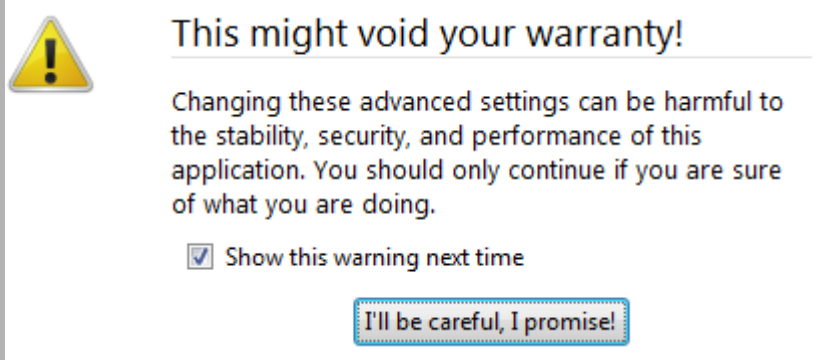 This might void your warranty!
Changing these advanced settings can be harmful to
the stability, security, and performance of this
application. You should only continue if you are sure
of what you are doing.
Show this warning next time
I'll be careful, I promise!